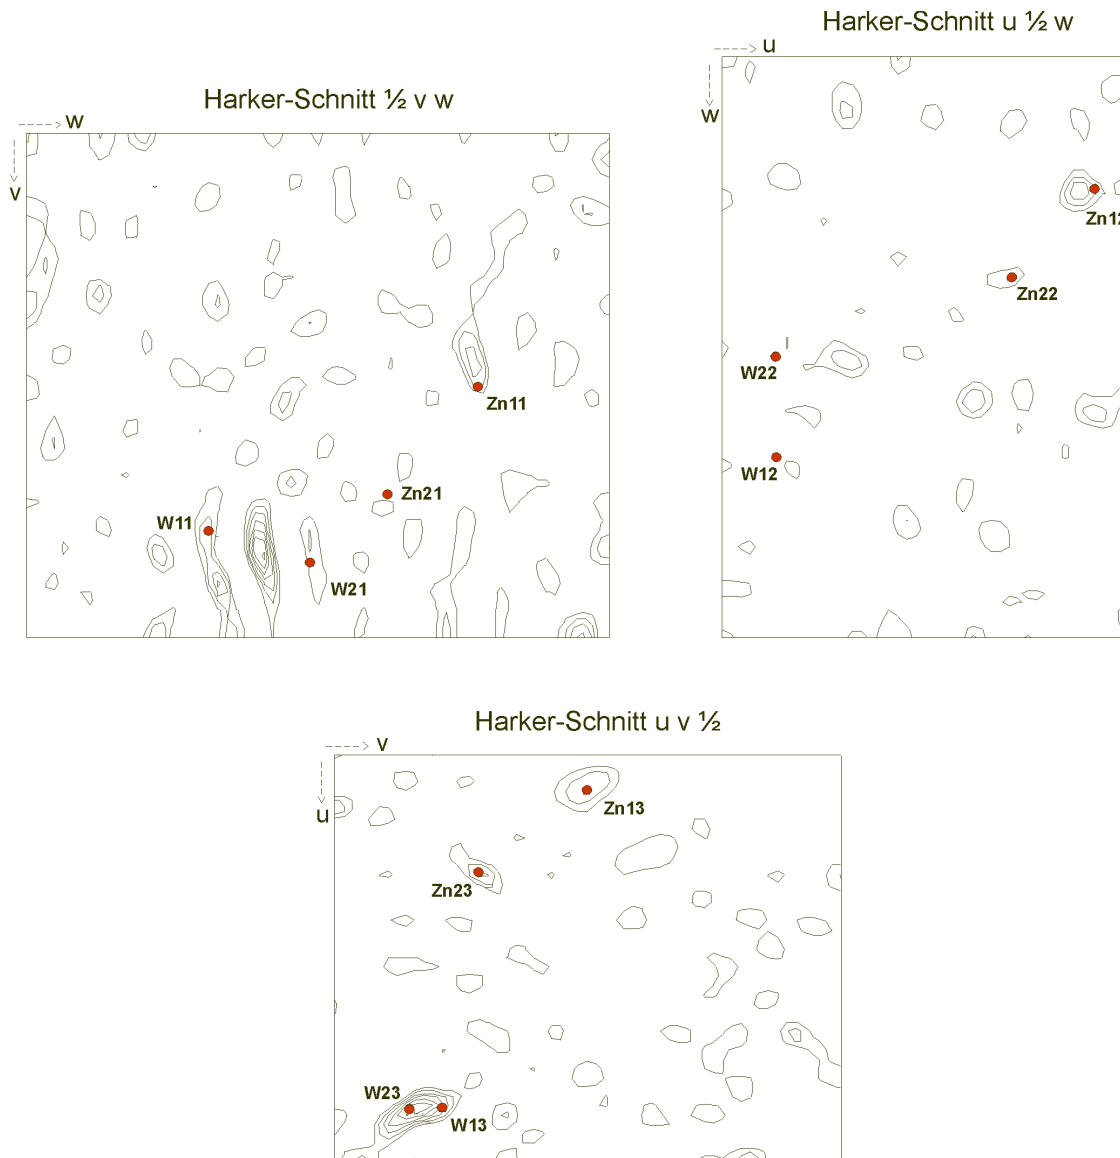 Harker-Schnitt u ½ w
u
w
Harker-Schnitt ½ v w
w
v
Zn12
Zn22
W22
W12
Zn11
Zn21
W11
W21
Harker-Schnitt u v ½
v
u
Zn13
Zn23
W23
W13